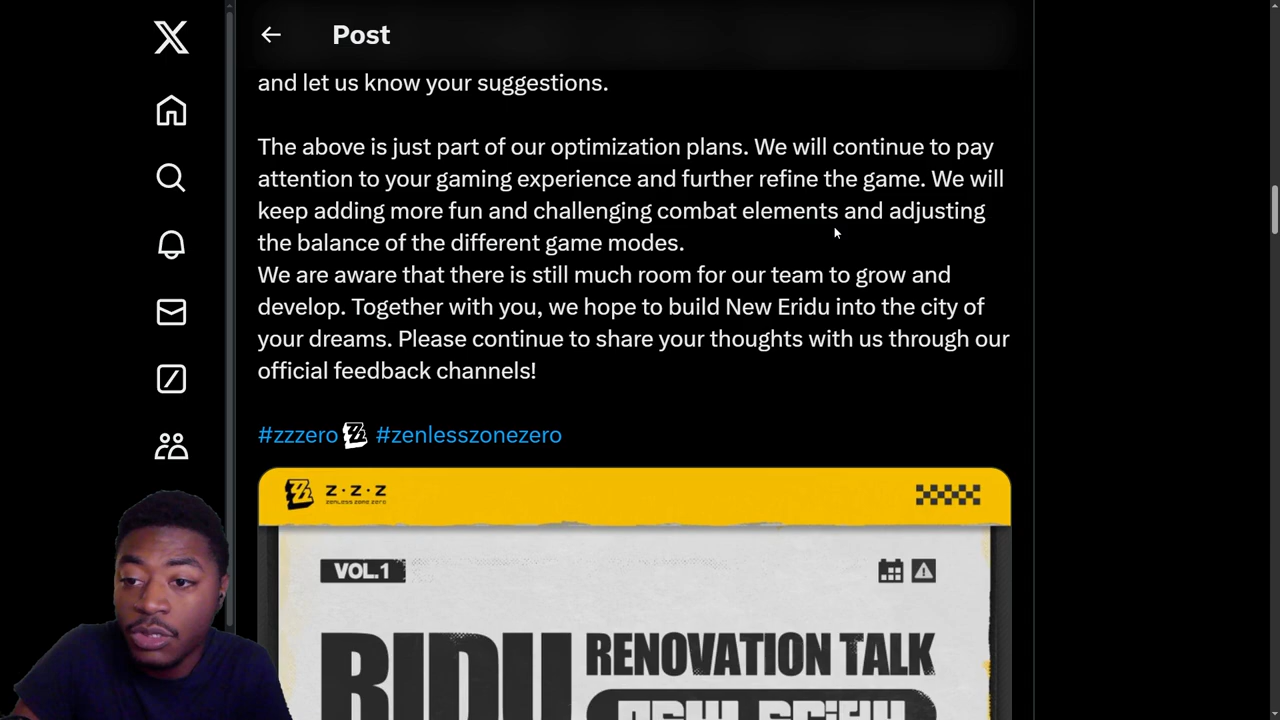 Post
and let us know your suggestions.
The above is just part of our optimization plans. We will continue to pay
attention to your gaming experience and further refine the game. We will
keep adding more fun and challenging combat elements and adjusting
the balance of the different game modes.
We are aware that there is still much room for our team to grow and
develop. Together with you, we hope to build New Eridu into the city of
your dreams. Please continue to share your thoughts with us through our
official feedback channels!
#zzzero #zenlesszonezero
Z·Z·Z
ZENLESS ZONE ZERO
VOL.1
RIDU RENOVATION TALK